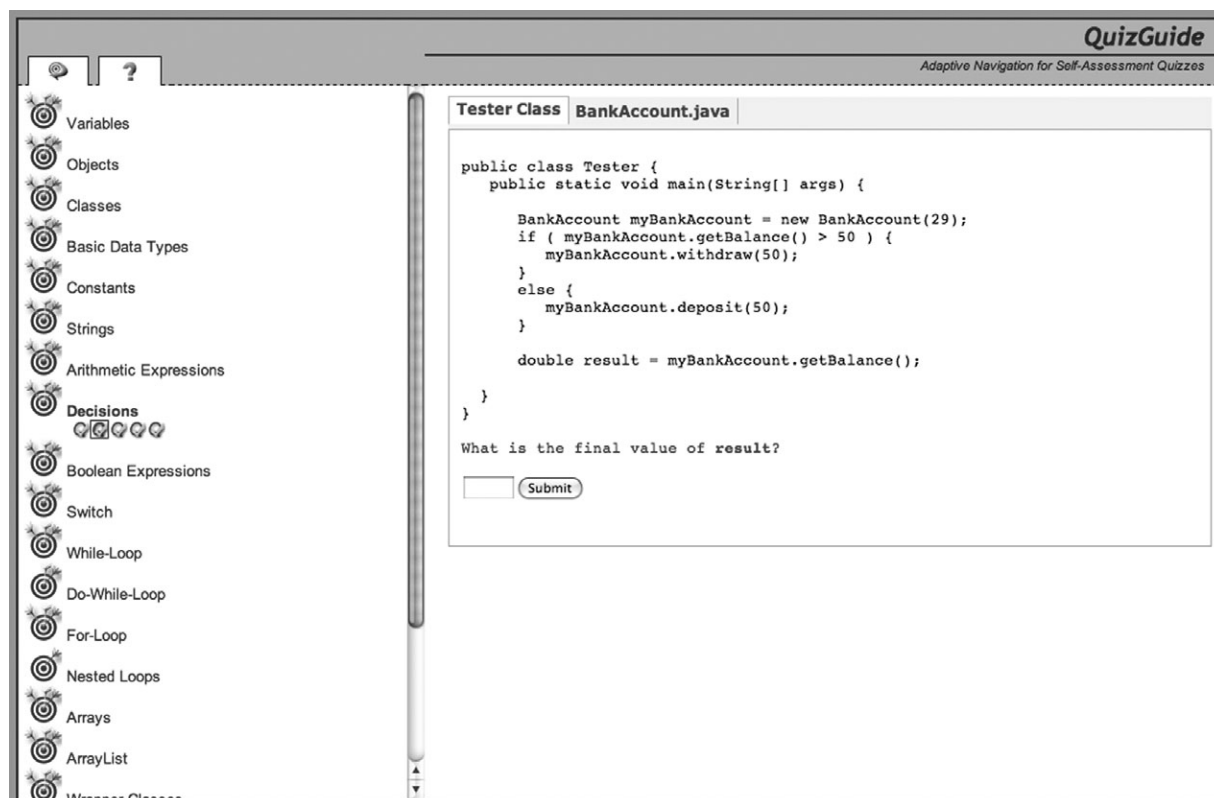 QuizGuide
Adaptive Navigation for Self-Assessment Quizzes
?
Variables
Objects
Classes
Basic Data Types
Constants
Strings
Arithmetic Expressions
Decisions
Boolean Expressions
Switch
While-Loop
Do-While-Loop
For-Loop
Nested Loops
Arrays
ArrayList
Wrapper Classes
Tester Class BankAccount.java
public class Tester {
public static void main(String[] args) {
BankAccount myBankAccount = new BankAccount(29);
if ( myBankAccount.getBalance() > 50 ) {
myBankAccount.withdraw(50);
}
else {
myBankAccount.deposit(50);
}
double result = myBankAccount.getBalance();
}
}
What is the final value of result?
Submit